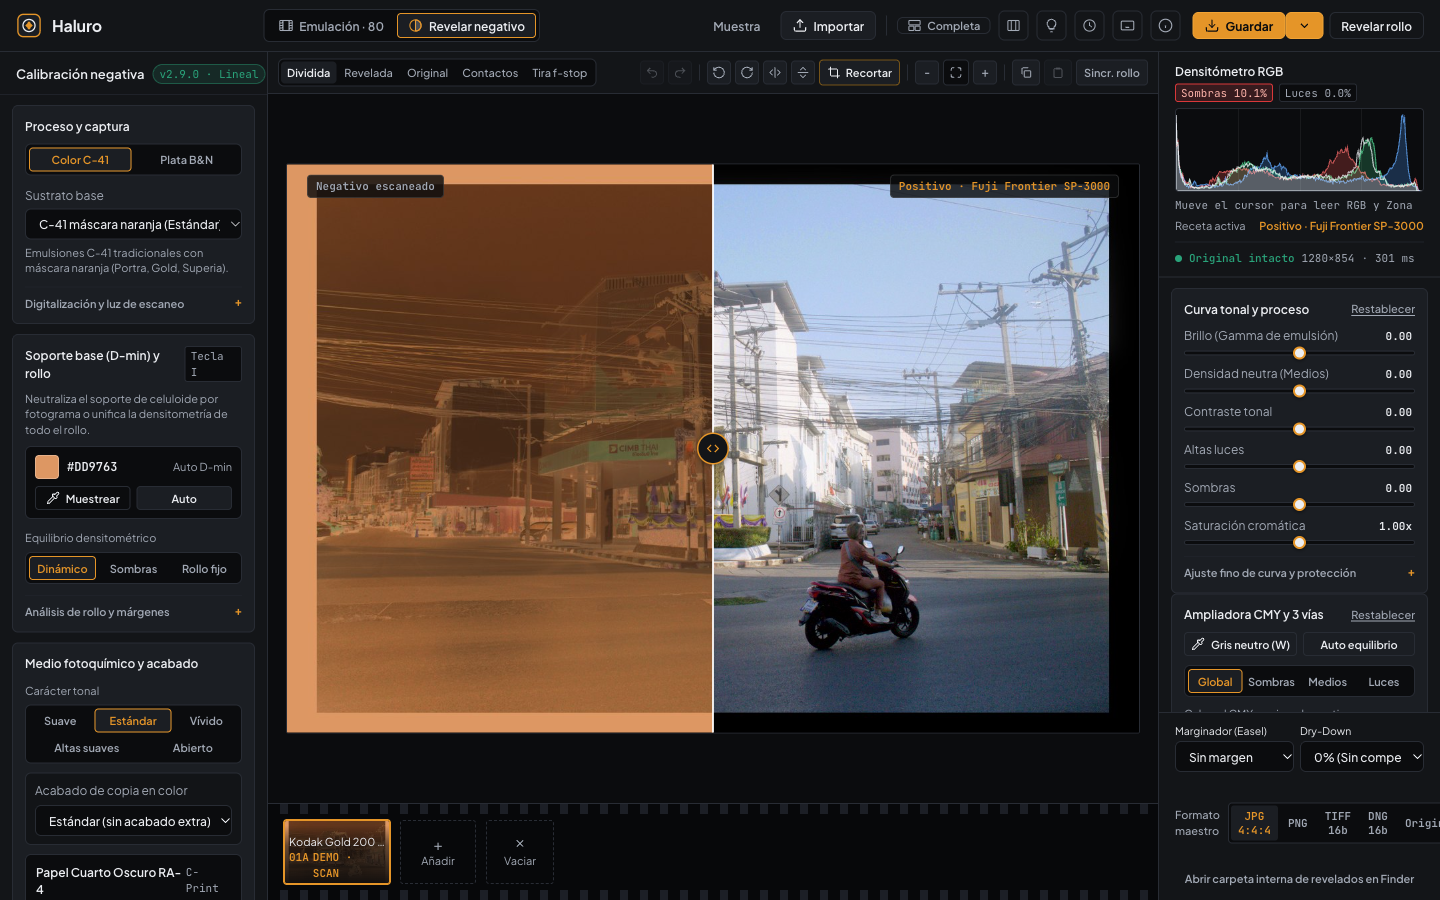 Haluro
Emulación · 80
Revelar negativo
Muestra
Importar
Completa
Guardar
Revelar rollo
Calibración negativa
v2.9.0 · Lineal
Dividida
Revelada
Original
Contactos
Tira f-stop
Recortar
-
+
Sincr. rollo
Proceso y captura
Color C-41
Plata B&N
Sustrato base
C-41 máscara naranja (Estándar)
Emulsiones C-41 tradicionales con
máscara naranja (Portra, Gold, Superia).
Digitalización y luz de escaneo
+
Soporte base (D-min) y
rollo
Tecla
I
Neutraliza el soporte de celuloide por
fotograma o unifica la densitometría de
todo el rollo.
#DD9763
Auto D-min
Muestrear
Auto
Equilibrio densitométrico
Dinámico
Sombras
Rollo fijo
Análisis de rollo y márgenes
+
Medio fotoquímico y acabado
Carácter tonal
Suave
Estándar
Vívido
Altas suaves
Abierto
Acabado de copia en color
Estándar (sin acabado extra)
Papel Cuarto Oscuro RA-
4
C-
Print
Negativo escaneado
Positivo · Fuji Frontier SP-3000
CIMB THAI
Kodak Gold 200 ...
01A DEMO ·
SCAN
+
Añadir
×
Vaciar
Densitómetro RGB
Sombras 10.1%
Luces 0.0%
Mueve el cursor para leer RGB y Zona
Receta activa
Positivo · Fuji Frontier SP-3000
Original intacto 1280×854 · 301 ms
Curva tonal y proceso
Restablecer
Brillo (Gamma de emulsión)
0.00
Densidad neutra (Medios)
0.00
Contraste tonal
0.00
Altas luces
0.00
Sombras
0.00
Saturación cromática
1.00x
Ajuste fino de curva y protección
+
Ampliadora CMY y 3 vías
Restablecer
Gris neutro (W)
Auto equilibrio
Global
Sombras
Medios
Luces
Marginador (Easel)
Dry-Down
Sin margen
0% (Sin compe
Formato
maestro
JPG
4:4:4
PNG
TIFF
16b
DNG
16b
Origin
Abrir carpeta interna de revelados en Finder